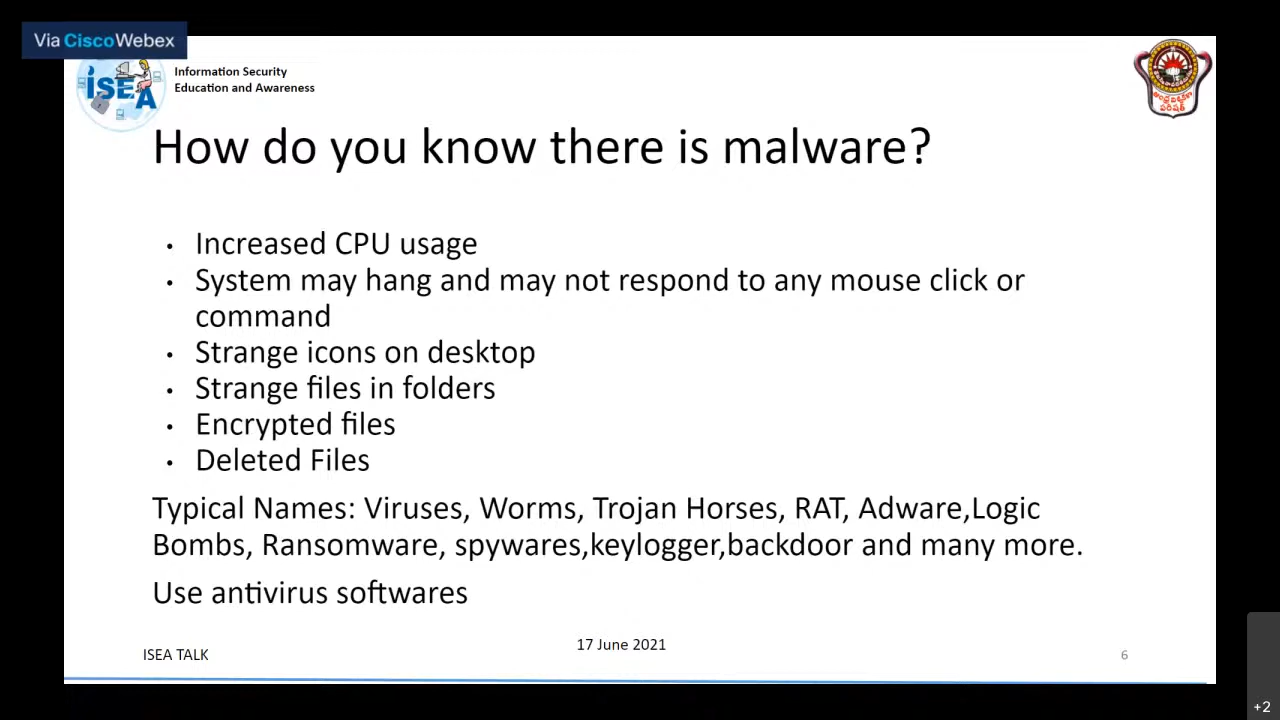 Via Cisco Webex
ISEA
Information Security
Education and Awareness
How do you know there is malware?
• Increased CPU usage
• System may hang and may not respond to any mouse click or
command
• Strange icons on desktop
• Strange files in folders
• Encrypted files
• Deleted Files
Typical Names: Viruses, Worms, Trojan Horses, RAT, Adware,Logic
Bombs, Ransomware, spywares,keylogger,backdoor and many more.
Use antivirus softwares
17 June 2021
ISEA TALK
6
+2